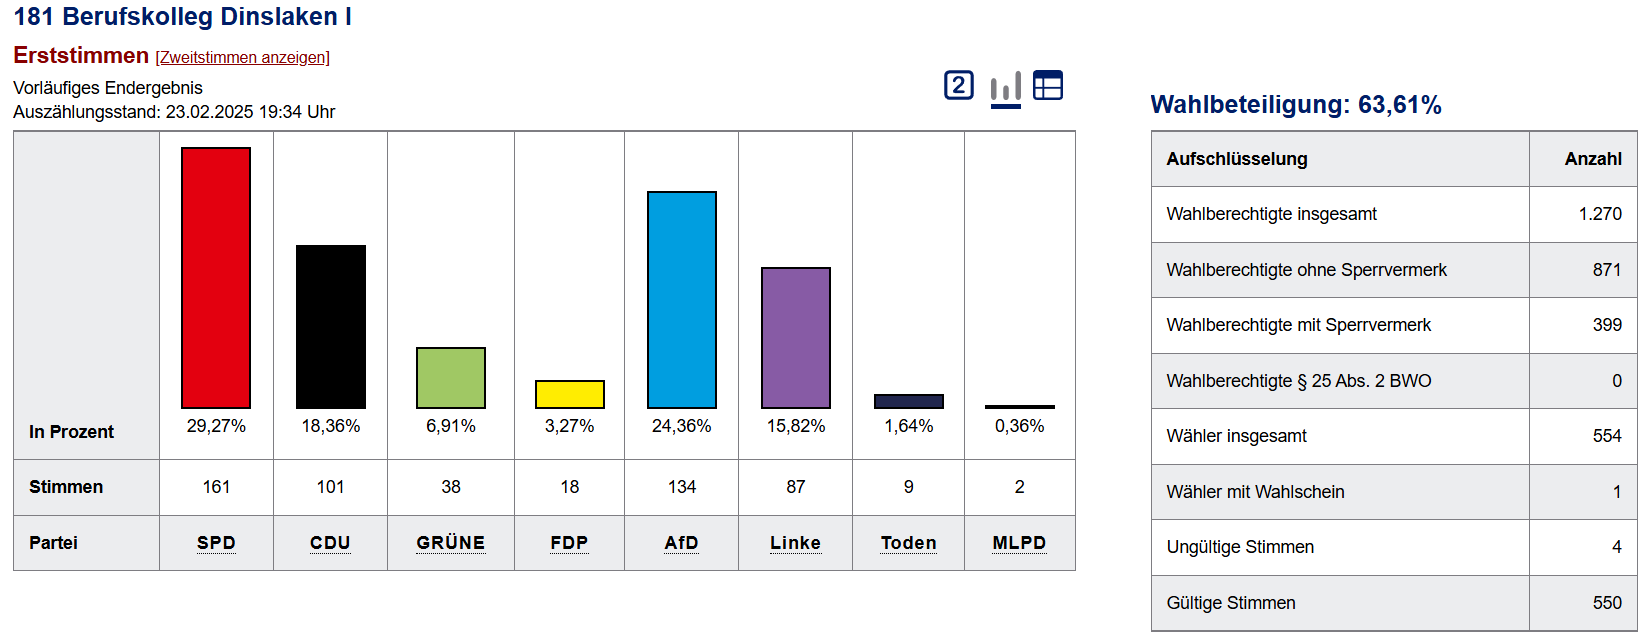 181 Berufskolleg Dinslaken I
Erststimmen [Zweitstimmen anzeigen]
Vorläufiges Endergebnis
Auszählungsstand: 23.02.2025 19:34 Uhr
2
In Prozent 29,27% 18,36% 6,91% 3,27% 24,36% 15,82% 1,64% 0,36%
Stimmen 161 101 38 18 134 87 9 2
Partei SPD CDU GRÜNE FDP AfD Linke Toden MLPD
Wahlbeteiligung: 63,61%
Aufschlüsselung Anzahl
Wahlberechtigte insgesamt 1.270
Wahlberechtigte ohne Sperrvermerk 871
Wahlberechtigte mit Sperrvermerk 399
Wahlberechtigte § 25 Abs. 2 BWO 0
Wähler insgesamt 554
Wähler mit Wahlschein 1
Ungültige Stimmen 4
Gültige Stimmen 550